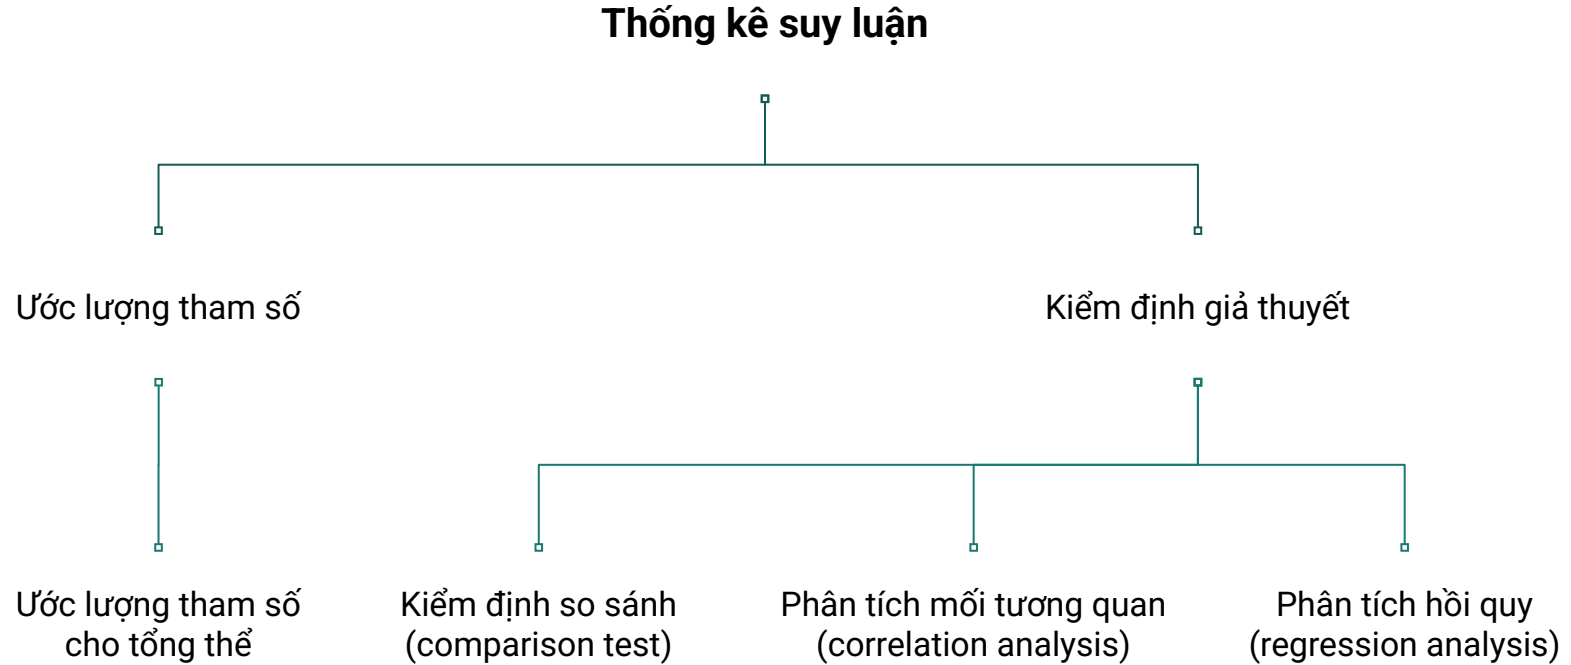 Thống kê suy luận
Ước lượng tham số
Kiểm định giả thuyết
Ước lượng tham số
cho tổng thể
Kiểm định so sánh
(comparison test)
Phân tích mối tương quan
(correlation analysis)
Phân tích hồi quy
(regression analysis)